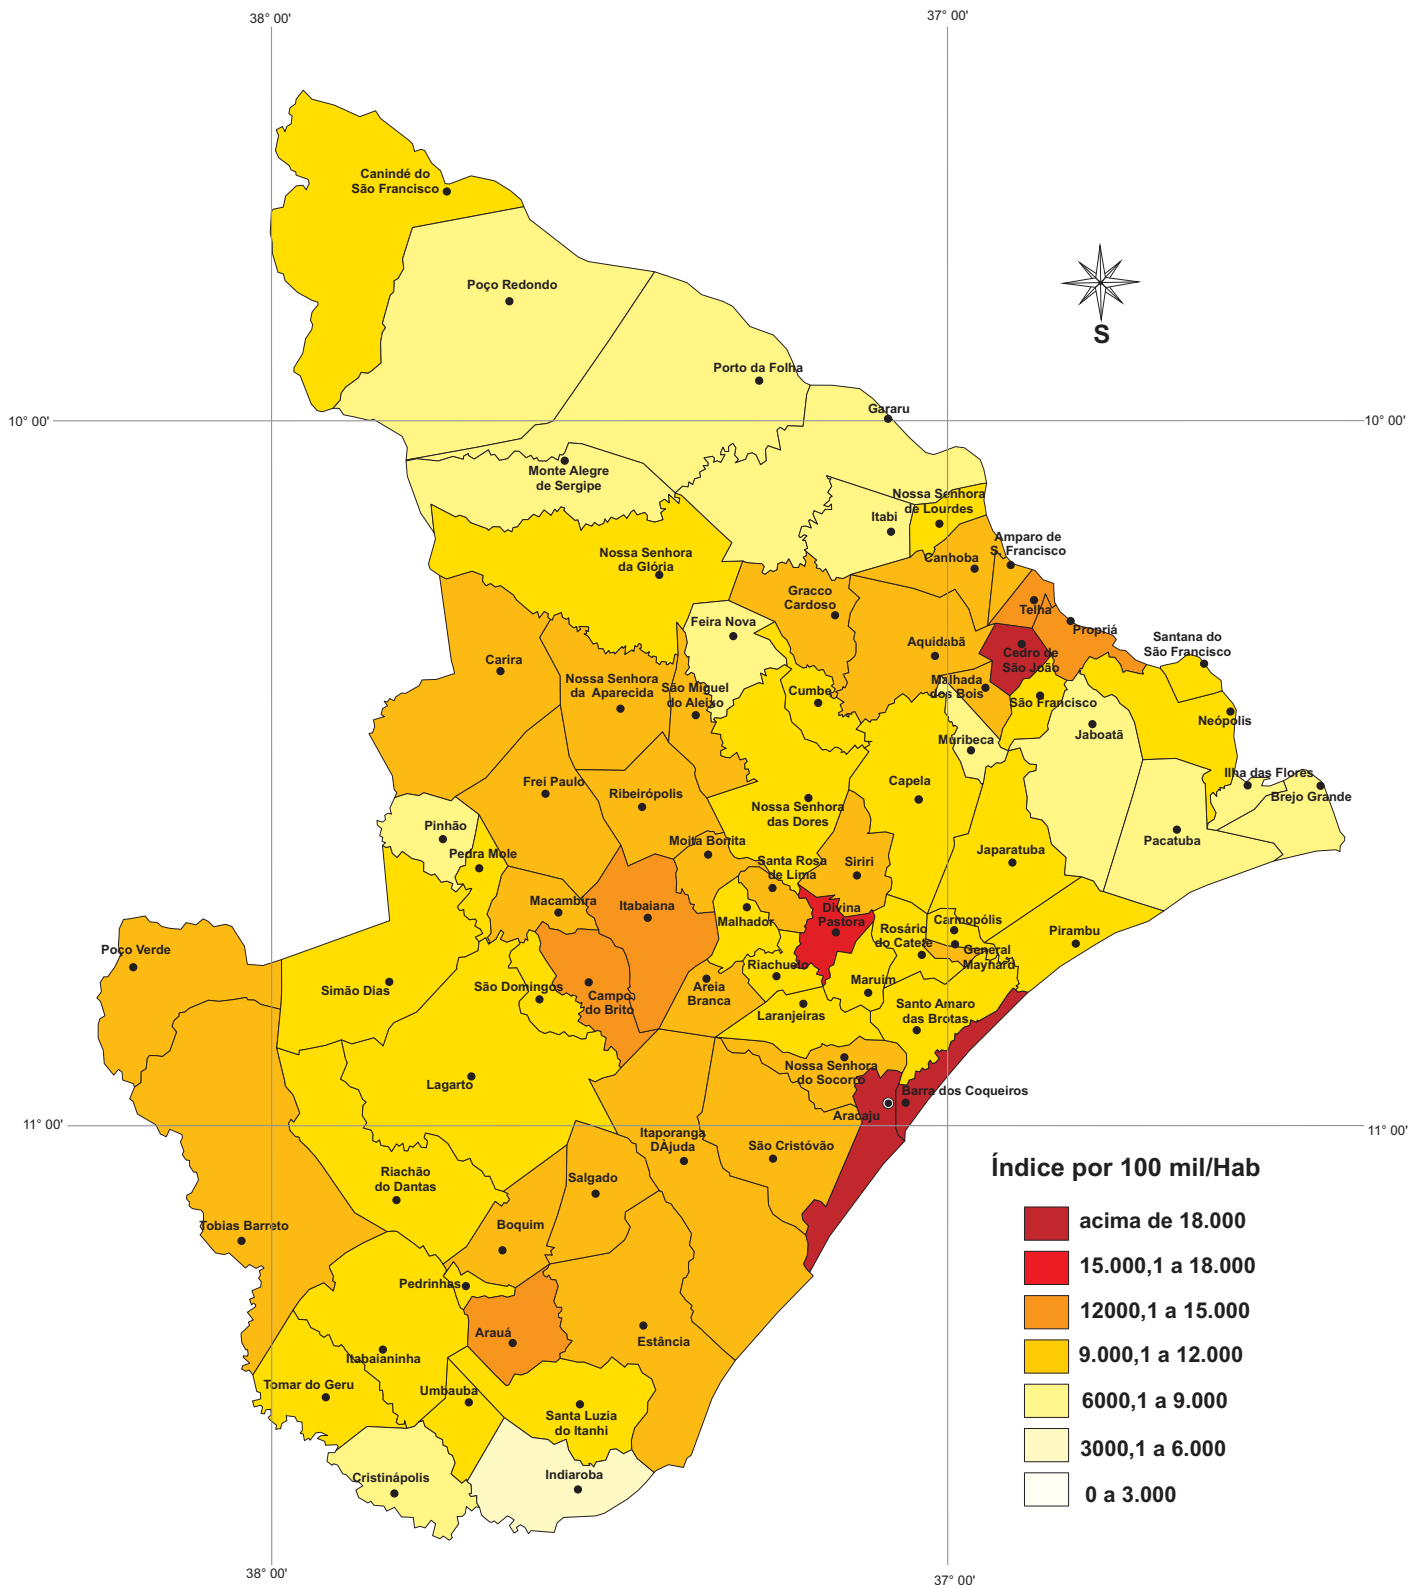 38° 00'
37° 00'
Canindé do
São Francisco
Poço Redondo
S
Porto da Folha
Gararu
10° 00'
10° 00'
Monte Alegre
de Sergipe
Nossa Senhora
de Lourdes
Itabi
Amparo de
S. Francisco
Nossa Senhora
da Glória
Canhoba
Gracco
Cardoso
Telha
Feira Nova
Propriá
Santana do
São Francisco
Aquidabã
Cedro de
São João
Carira
Nossa Senhora
da Aparecida
São Miguel
do Aleixo
Cumbe
Malhada
dos Bois
São Francisco
Neópolis
Jaboatã
Muribeca
Frei Paulo
Ribeirópolis
Capela
Ilha das Flores
Brejo Grande
Nossa Senhora
das Dores
Pinhão
Moita Bonita
Pacatuba
Pedra Mole
Santa Rosa
de Lima
Siriri
Japaratuba
Macambira
Itabaiana
Malhador
Divina
Pastora
Carmopólis
Rosário
do Catete
Pirambu
Poço Verde
General
Maynard
Riachuelo
Simão Dias
São Domingos
Campo
do Brito
Areia
Branca
Maruim
Laranjeiras
Santo Amaro
das Brotas
Nossa Senhora
do Socorro
Lagarto
Barra dos Coqueiros
Aracaju
11° 00'
11° 00'
Itaporanga
DÀjuda
São Cristóvão
Riachão
do Dantas
Salgado
Tobias Barreto
Boquim
Pedrinhas
Arauá
Estância
Itabaianinha
Tomar do Geru
Umbauba
Santa Luzia
do Itanhi
Cristinápolis
Indiaroba
Índice por 100 mil/Hab
acima de 18.000
15.000,1 a 18.000
12000,1 a 15.000
9.000,1 a 12.000
6000,1 a 9.000
3000,1 a 6.000
0 a 3.000
38° 00'
37° 00'